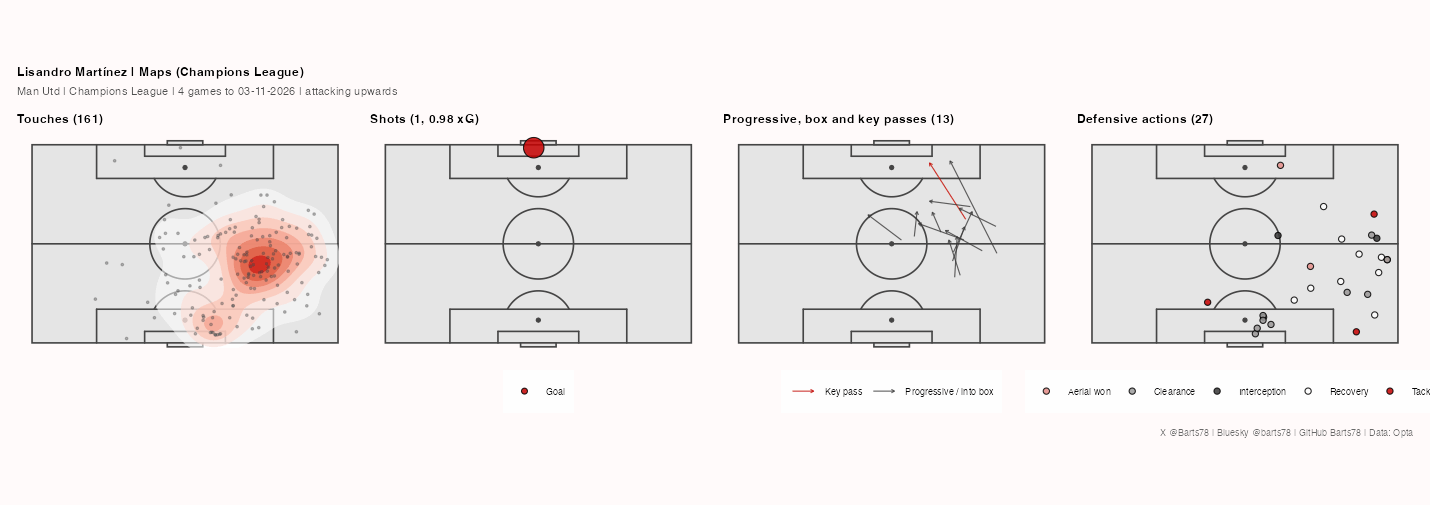 Lisandro Martínez | Maps (Champions League)
Man Utd | Champions League | 4 games to 03-11-2026 | attacking upwards
Touches (161)
Shots (1, 0.98 xG)
Progressive, box and key passes (13)
Defensive actions (27)
Goal
Key pass
Progressive / into box
Aerial won
Clearance
Interception
Recovery
Tack
X @Barts78 | Bluesky @barts78 | GitHub Barts78 | Data: Opta